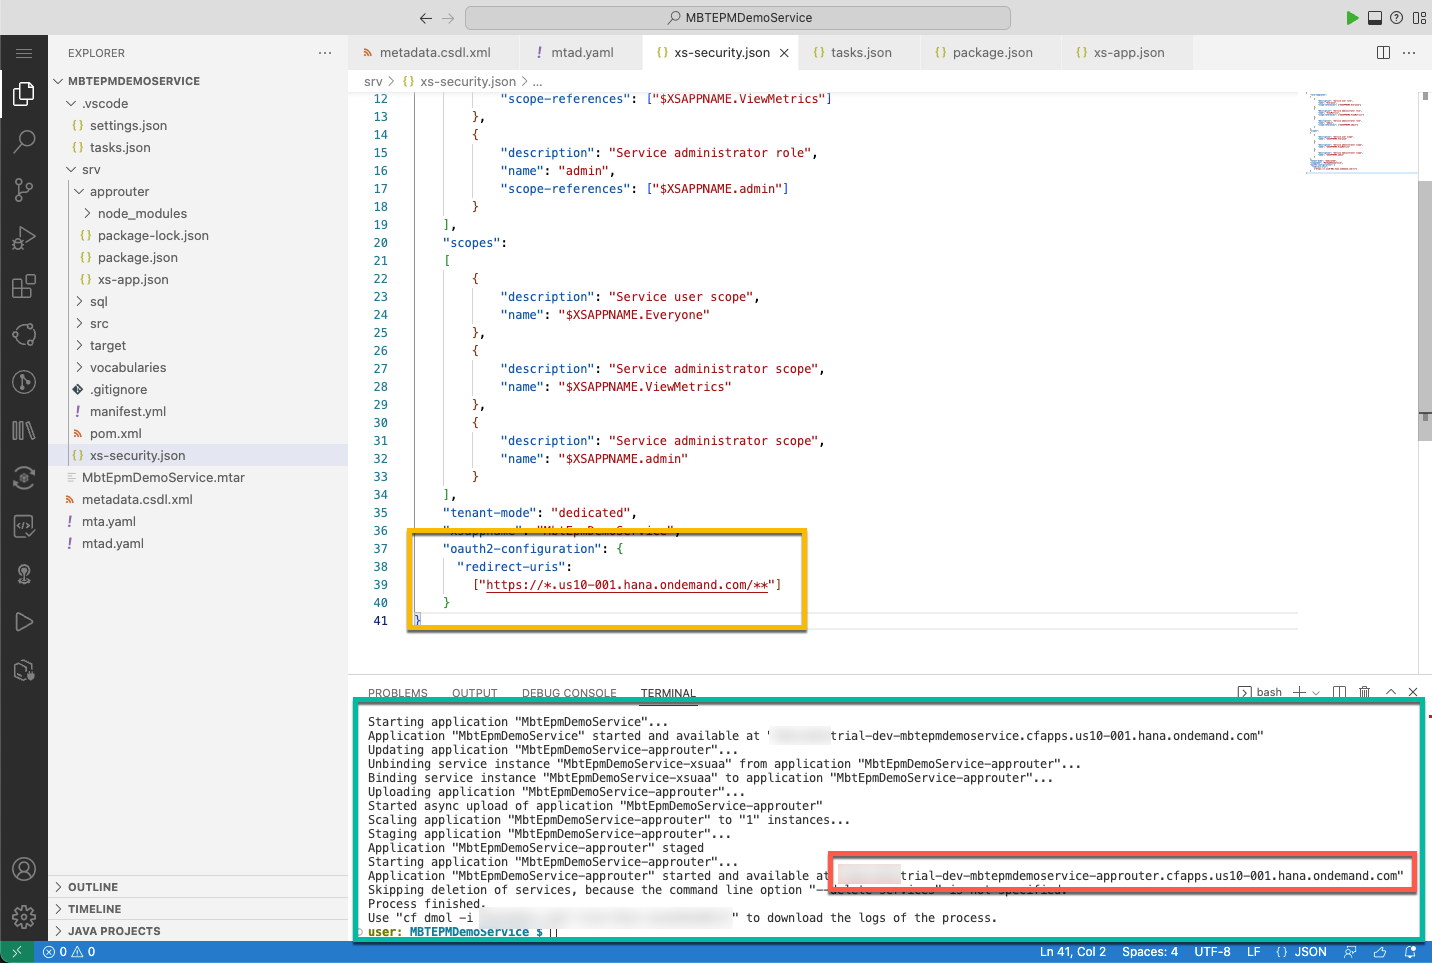 MBTEPMDemoService
EXPLORER
MBTEPMDEMOSERVICE
.vscode
settings.json
tasks.json
srv
approuter
node_modules
package-lock.json
package.json
xs-app.json
sql
src
target
vocabularies
.gitignore
manifest.yml
pom.xml
xs-security.json
MbtEpmDemoService.mtar
metadata.csdl.xml
mta.yaml
mtad.yaml
OUTLINE
TIMELINE
JAVA PROJECTS
metadata.csdl.xml
mtad.yaml
xs-security.json
tasks.json
package.json
xs-app.json
srv > {} xs-security.json > ...
12 "scope-references": ["$XSAPPNAME.ViewMetrics"]
13 },
14 {
15 "description": "Service administrator role",
16 "name": "admin",
17 "scope-references": ["$XSAPPNAME.admin"]
18 }
19 ],
20 "scopes":
21 [
22 {
23 "description": "Service user scope",
24 "name": "$XSAPPNAME.Everyone"
25 },
26 {
27 "description": "Service administrator scope",
28 "name": "$XSAPPNAME.ViewMetrics"
29 },
30 {
31 "description": "Service administrator scope",
32 "name": "$XSAPPNAME.admin"
33 }
34 ],
35 "tenant-mode": "dedicated",
36 "xsappname": "MbtEpmDemoService",
37 "oauth2-configuration": {
38 "redirect-uris":
39 ["https://*.us10-001.hana.ondemand.com/**"]
40 }
41 }
PROBLEMS OUTPUT DEBUG CONSOLE TERMINAL
bash
Starting application "MbtEpmDemoService"...
Application "MbtEpmDemoService" started and available at "trial-dev-mbtepmdemoservice.cfapps.us10-001.hana.ondemand.com"
Updating application "MbtEpmDemoService-approuter"...
Unbinding service instance "MbtEpmDemoService-xsuaa" from application "MbtEpmDemoService-approuter"...
Binding service instance "MbtEpmDemoService-xsuaa" to application "MbtEpmDemoService-approuter"...
Uploading application "MbtEpmDemoService-approuter"...
Started async upload of application "MbtEpmDemoService-approuter"
Scaling application "MbtEpmDemoService-approuter" to "1" instances...
Staging application "MbtEpmDemoService-approuter"...
Application "MbtEpmDemoService-approuter" staged
Starting application "MbtEpmDemoService-approuter"...
Application "MbtEpmDemoService-approuter" started and available at trial-dev-mbtepmdemoservice-approuter.cfapps.us10-001.hana.ondemand.com"
Skipping deletion of services, because the command line option "--delete-services" is not specified.
Process finished.
Use "cf dmol -i " to download the logs of the process.
user: MBTEPMDemoService $
0 0
Ln 41, Col 2 Spaces: 4 UTF-8 LF {} JSON